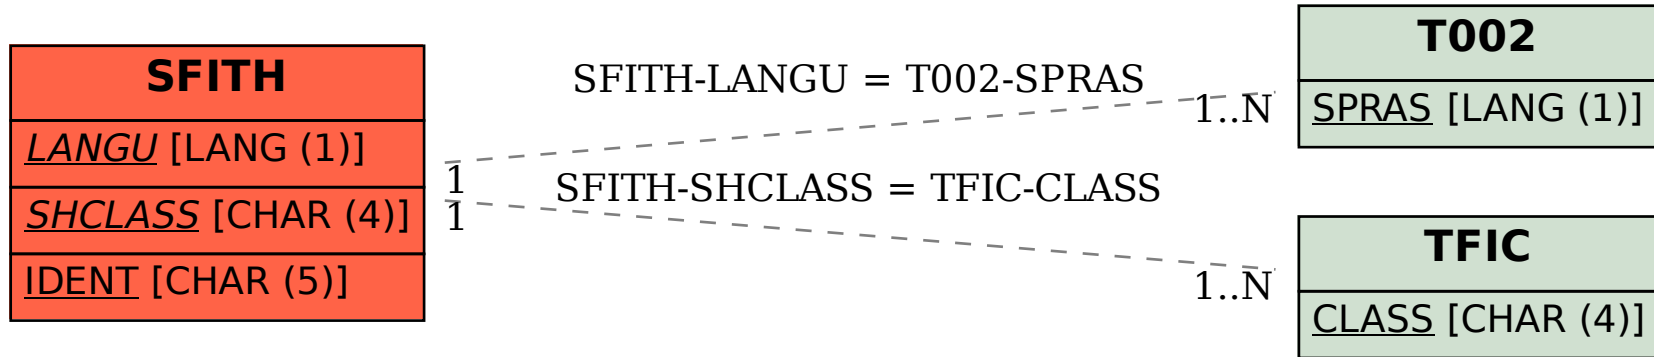 SFITH
LANGU [LANG (1)]
SHCLASS [CHAR (4)]
IDENT [CHAR (5)]
SFITH-LANGU = T002-SPRAS
1..N
1
SFITH-SHCLASS = TFIC-CLASS
1
1..N
T002
SPRAS [LANG (1)]
TFIC
CLASS [CHAR (4)]